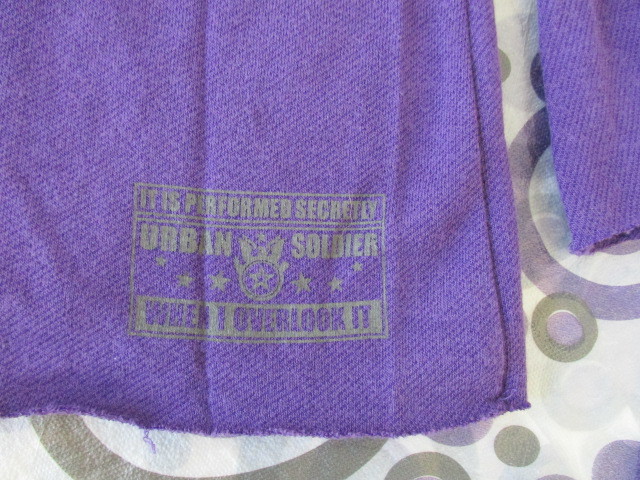 IT IS PERFORMED SECRETLY
URBAN SOLDIER
WHEN I OVERLOOK IT